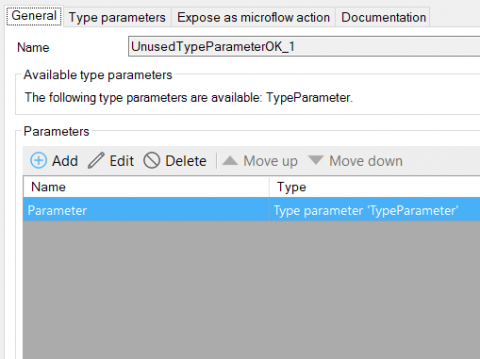 General Type parameters Expose as microflow action Documentation
Name UnusedTypeParameterOK_1
Available type parameters
The following type parameters are available: TypeParameter.
Parameters
Add Edit Delete Move up Move down
Name Type
Parameter Type parameter 'TypeParameter'